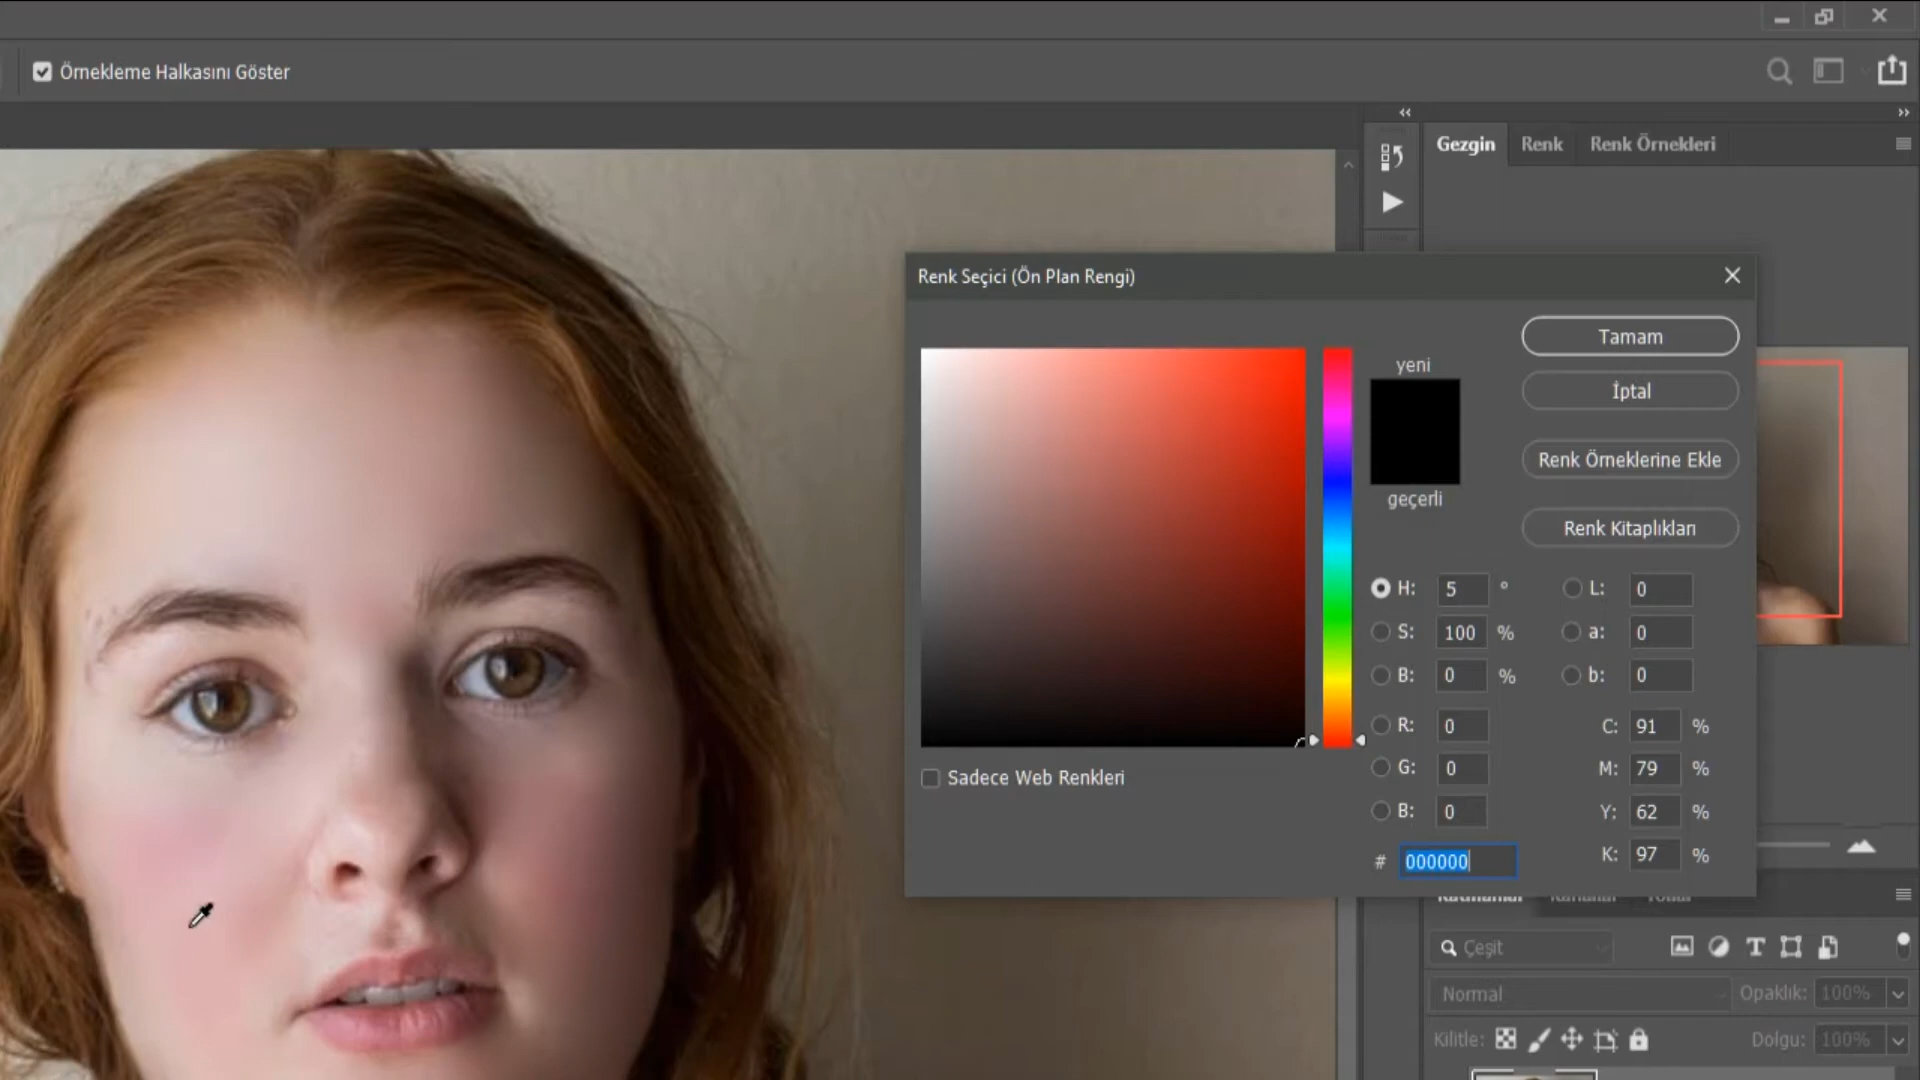 Örnekleme Halkasını Göster
Gezgin Renk Renk Örnekleri
Renk Seçici (Ön Plan Rengi)
yeni
geçerli
Tamam
İptal
Renk Örneklerine Ekle
Renk Kitaplıkları
H: 5 °
S: 100 %
B: 0 %
R: 0
G: 0
B: 0
# 000000
L: 0
a: 0
b: 0
C: 91 %
M: 79 %
Y: 62 %
K: 97 %
Sadece Web Renkleri
Çeşit
Normal
Opaklık: 100%
Kilitle:
Dolgu: 100%